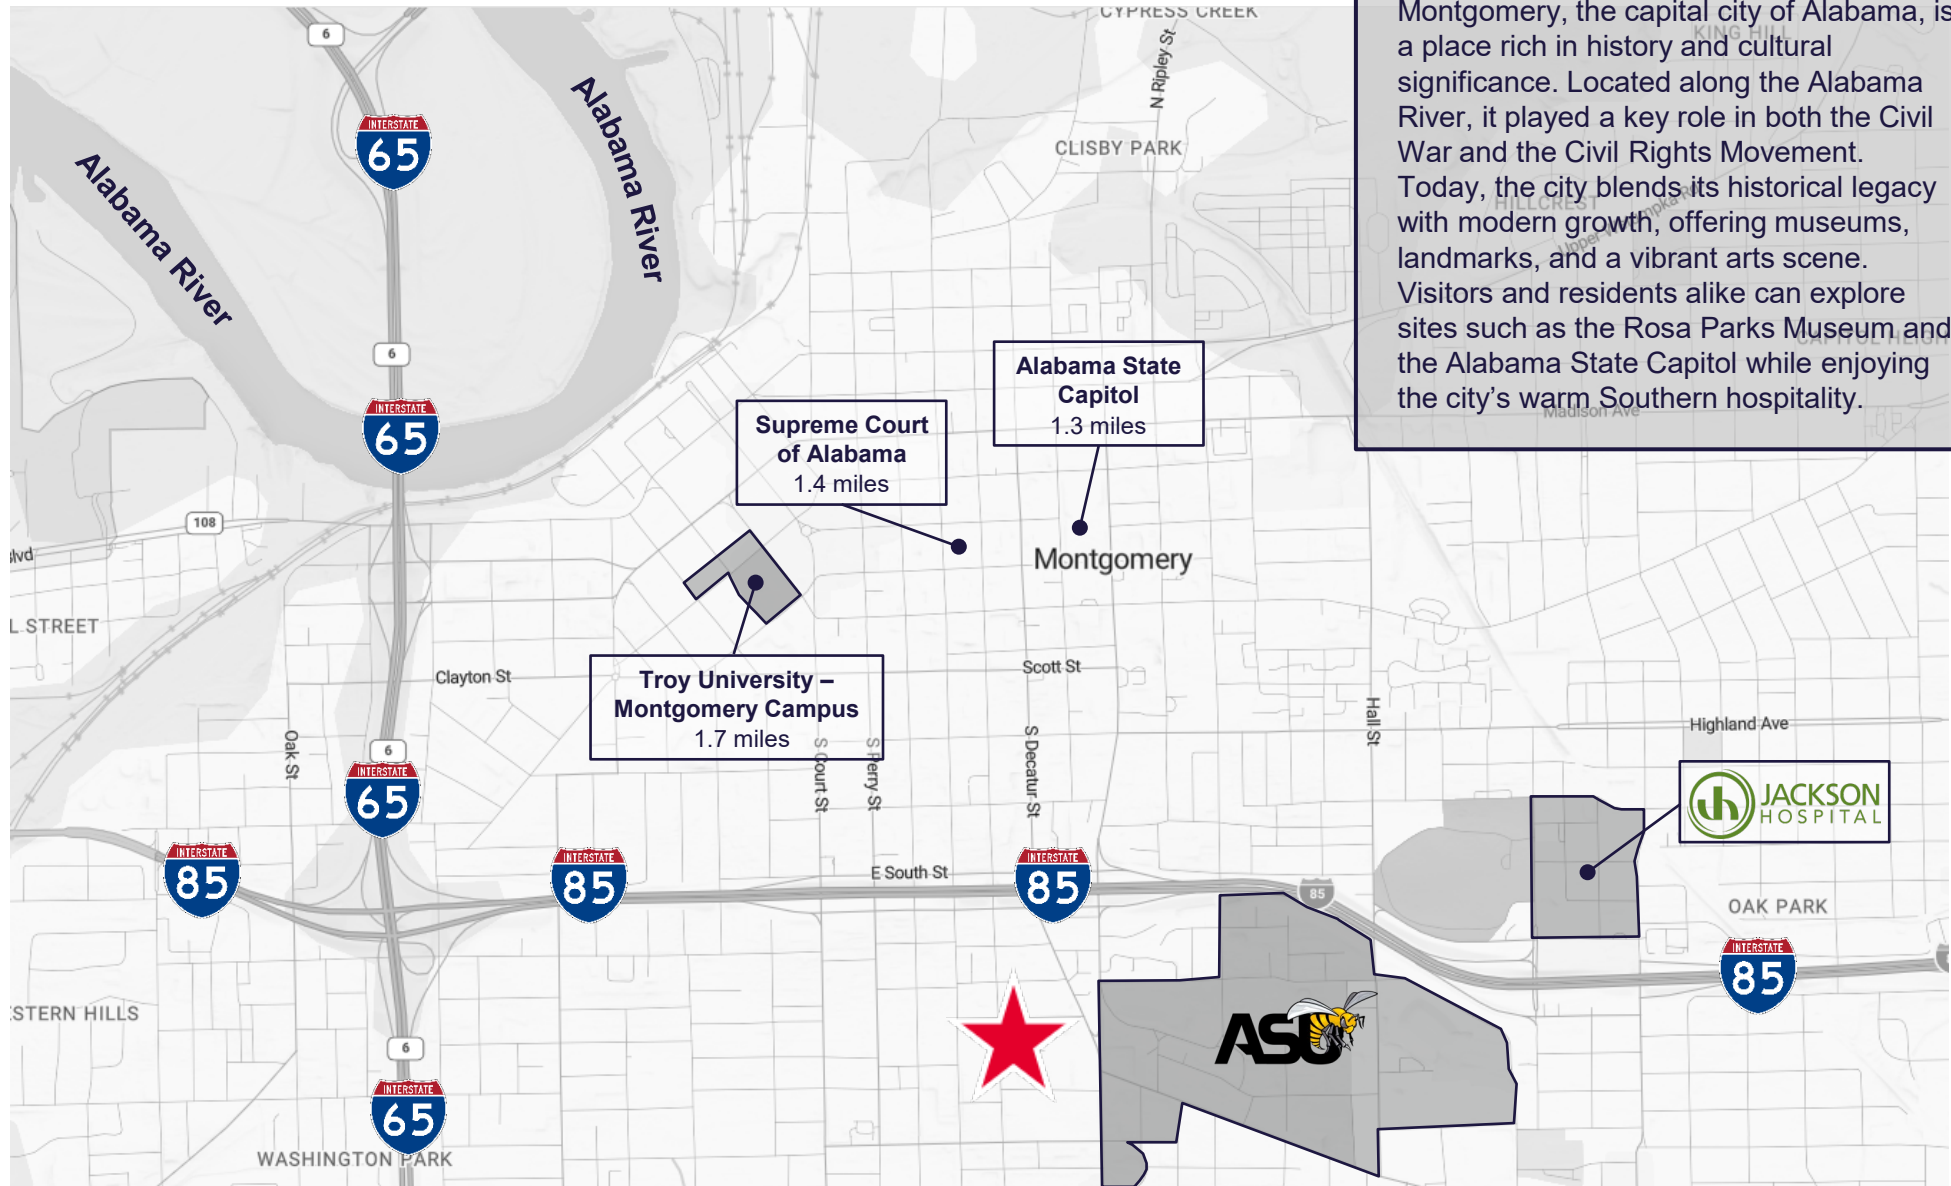 CYPRESS CREEK
Montgomery, the capital city of Alabama, is
a place rich in history and cultural
significance. Located along the Alabama
River, it played a key role in both the Civil
War and the Civil Rights Movement.
Today, the city blends its historical legacy
with modern growth, offering museums,
landmarks, and a vibrant arts scene.
Visitors and residents alike can explore
sites such as the Rosa Parks Museum and
the Alabama State Capitol while enjoying
the city's warm Southern hospitality.
KING HILL
HILLCREST
Madison Ave
6
N Ripley St
INTERSTATE
65
Alabama River
Alabama River
CLISBY PARK
6
INTERSTATE
65
Alabama State
Capitol
1.3 miles
Supreme Court
of Alabama
1.4 miles
108
Blvd
Montgomery
L STREET
Clayton St
Troy University –
Montgomery Campus
1.7 miles
Scott St
Oak St
S Court St
S Perry St
S Decatur St
Hall St
Highland Ave
6
INTERSTATE
65
JACKSON
HOSPITAL
INTERSTATE
85
INTERSTATE
85
E South St
INTERSTATE
85
85
OAK PARK
INTERSTATE
85
STERN HILLS
ASU
6
INTERSTATE
65
WASHINGTON PARK